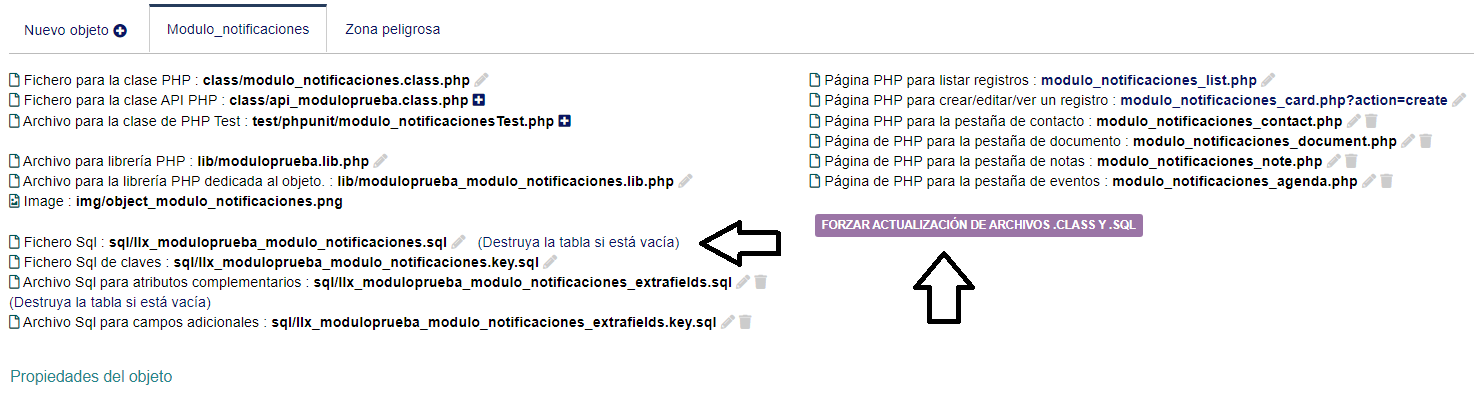 Nuevo objeto
Modulo_notificaciones
Zona peligrosa
Fichero para la clase PHP : class/modulo_notificaciones.class.php
Fichero para la clase API PHP : class/api_moduloprueba.class.php
Archivo para la clase de PHP Test : test/phpunit/modulo_notificacionesTest.php
Archivo para librería PHP : lib/moduloprueba.lib.php
Archivo para la librería PHP dedicada al objeto. : lib/moduloprueba_modulo_notificaciones.lib.php
Image : img/object_modulo_notificaciones.png
Fichero Sql : sql/llx_moduloprueba_modulo_notificaciones.sql (Destruya la tabla si está vacía)
Fichero Sql de claves : sql/llx_moduloprueba_modulo_notificaciones.key.sql
Archivo Sql para atributos complementarios : sql/llx_moduloprueba_modulo_notificaciones_extrafields.sql
(Destruya la tabla si está vacía)
Archivo Sql para campos adicionales : sql/llx_moduloprueba_modulo_notificaciones_extrafields.key.sql
Página PHP para listar registros : modulo_notificaciones_list.php
Página PHP para crear/editar/ver un registro : modulo_notificaciones_card.php?action=create
Página PHP para la pestaña de contacto : modulo_notificaciones_contact.php
Página de PHP para la pestaña de documento : modulo_notificaciones_document.php
Página de PHP para la pestaña de notas : modulo_notificaciones_note.php
Página de PHP para la pestaña de eventos : modulo_notificaciones_agenda.php
FORZAR ACTUALIZACIÓN DE ARCHIVOS .CLASS Y .SQL
Propiedades del objeto